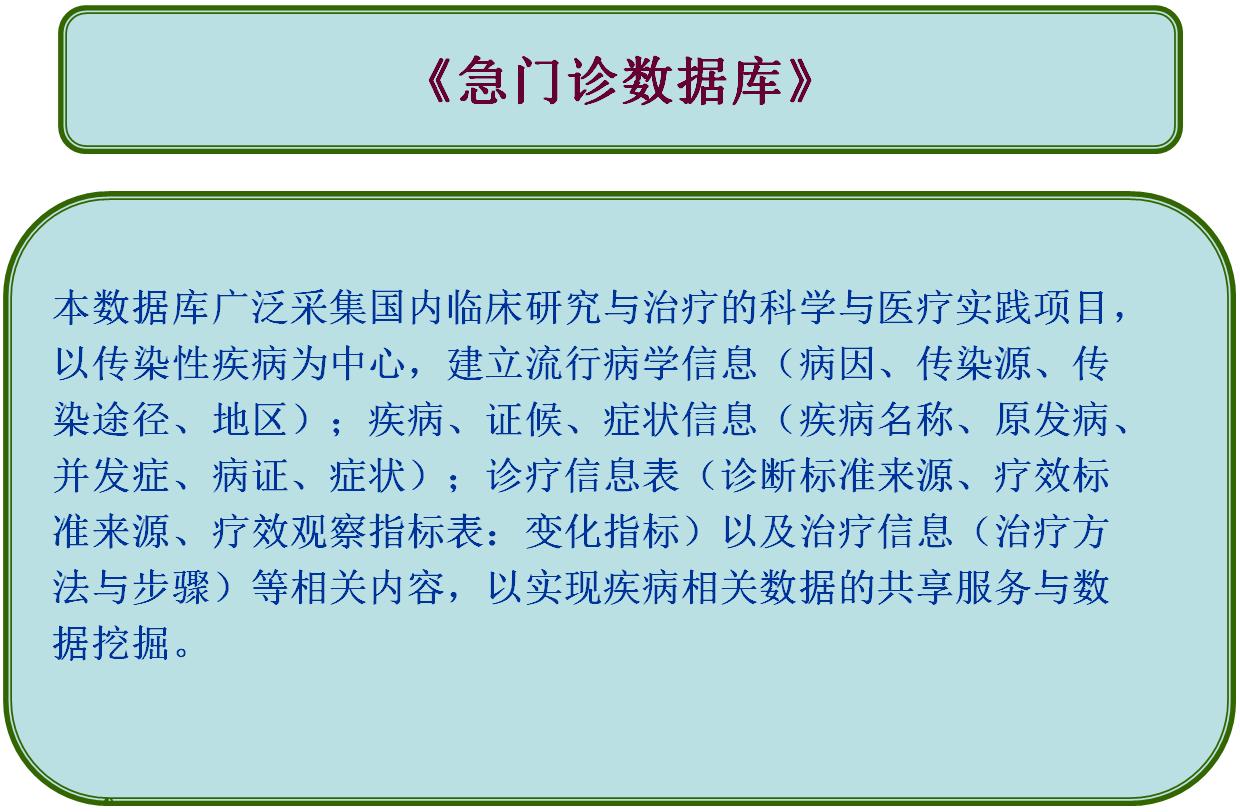 《急门诊数据库》
本数据库广泛采集国内临床研究与治疗的科学与医疗实践项目，
以传染性疾病为中心，建立流行病学信息（病因、传染源、传
染途径、地区）；疾病、证候、症状信息（疾病名称、原发病、
并发症、病证、症状）；诊疗信息表（诊断标准来源、疗效标
准来源、疗效观察指标表：变化指标）以及治疗信息（治疗方
法与步骤）等相关内容，以实现疾病相关数据的共享服务与数
据挖掘。